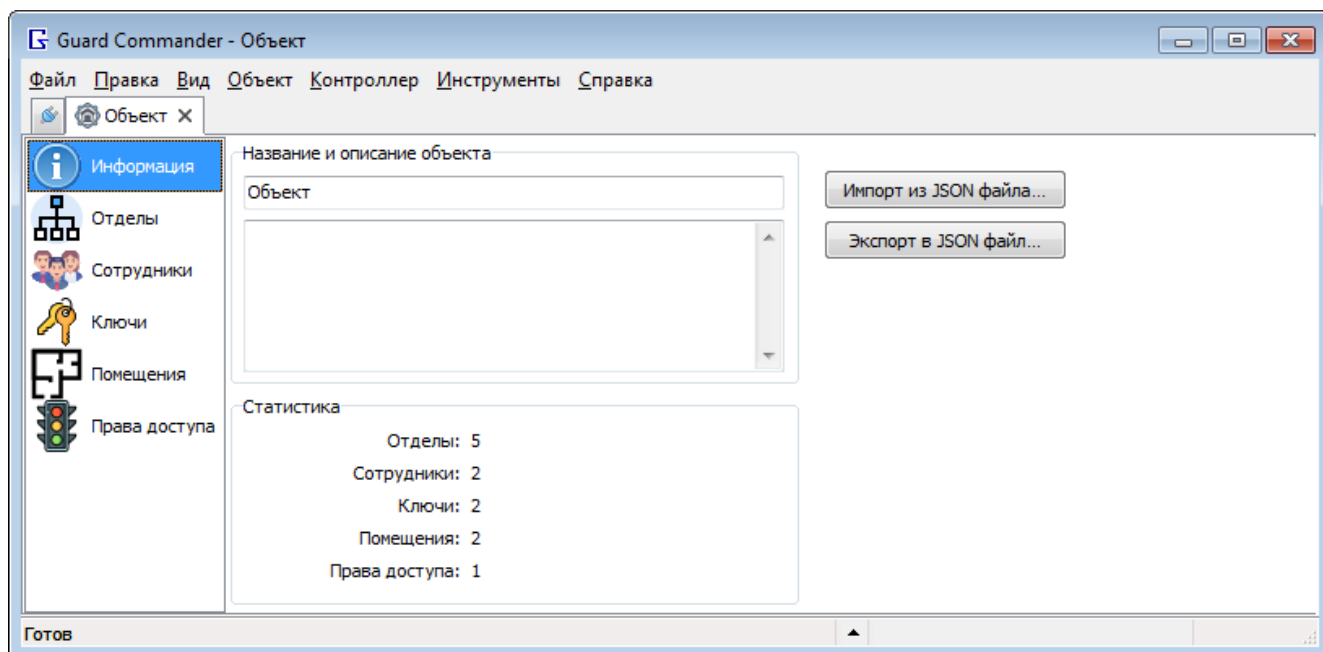 Guard Commander - Объект
Файл Правка Вид Объект Контроллер Инструменты Справка
Объект
Информация
Отделы
Сотрудники
Ключи
Помещения
Права доступа
Название и описание объекта
Объект
Импорт из JSON файла...
Экспорт в JSON файл...
Статистика
Отделы: 5
Сотрудники: 2
Ключи: 2
Помещения: 2
Права доступа: 1
Готов